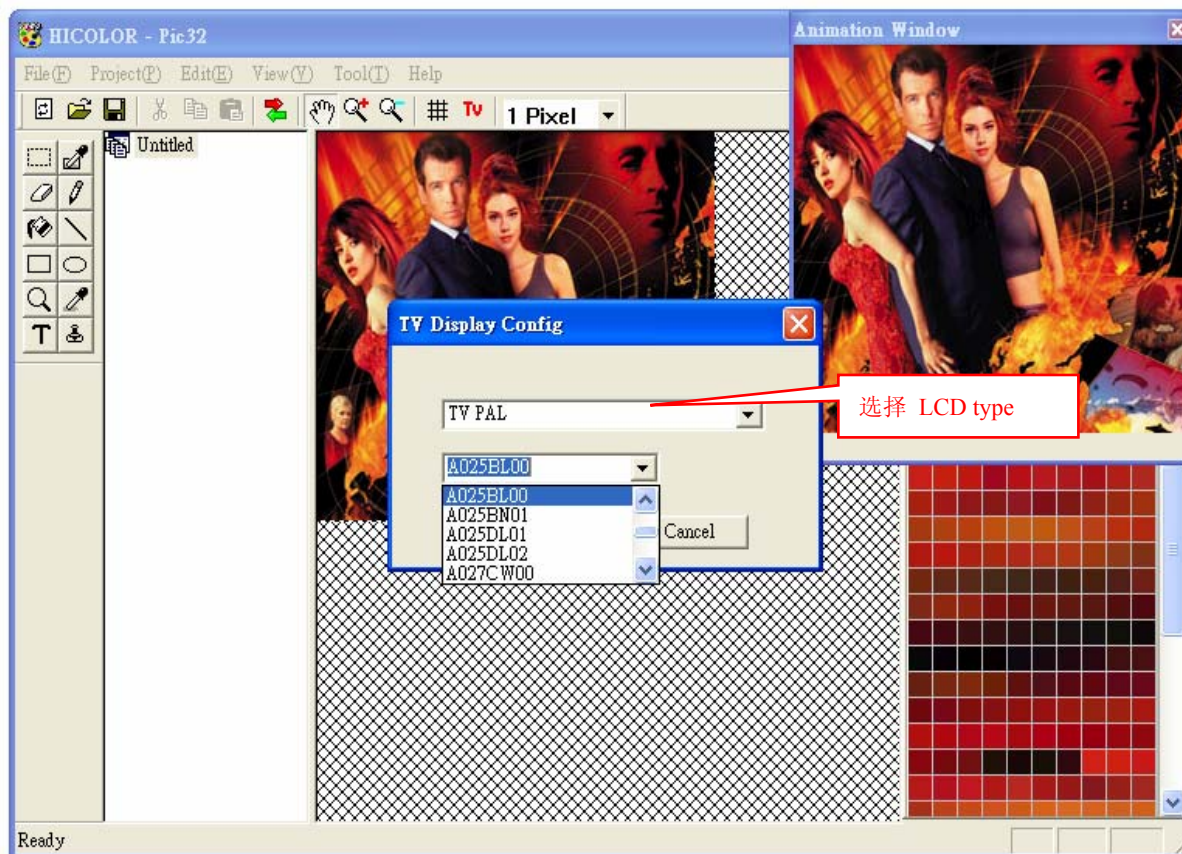 HICOLOR - Pic32
Animation Window
File(F) Project(P) Edit(E) View(V) Tool(T) Help
TV 1 Pixel
Untitled
T
TV Display Config
TV PAL
选择 LCD type
A025BL00
A025BL00
A025BN01
A025DL01
A025DL02
A027CW00
Cancel
Ready